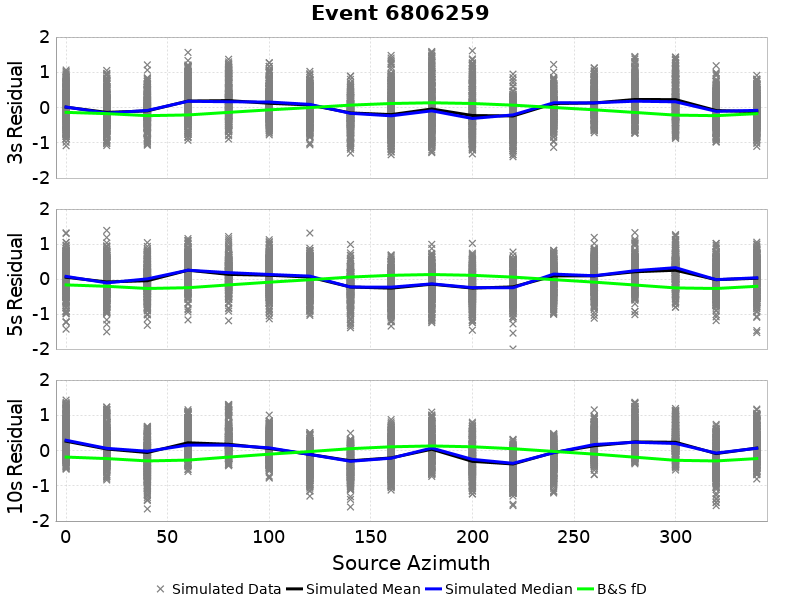 Event 6806259
3s Residual
2
1
0
-1
-2
5s Residual
2
1
0
-1
-2
10s Residual
2
1
0
-1
-2
0 50 100 150 200 250 300
Source Azimuth
Simulated Data Simulated Mean Simulated Median B&S fD